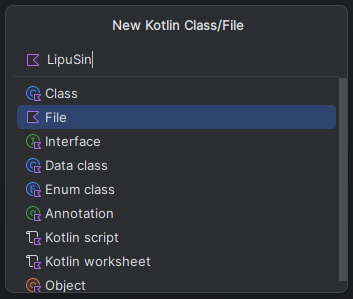 New Kotlin Class/File
LipuSin
Class
File
Interface
Data class
Enum class
Annotation
Kotlin script
Kotlin worksheet
Object